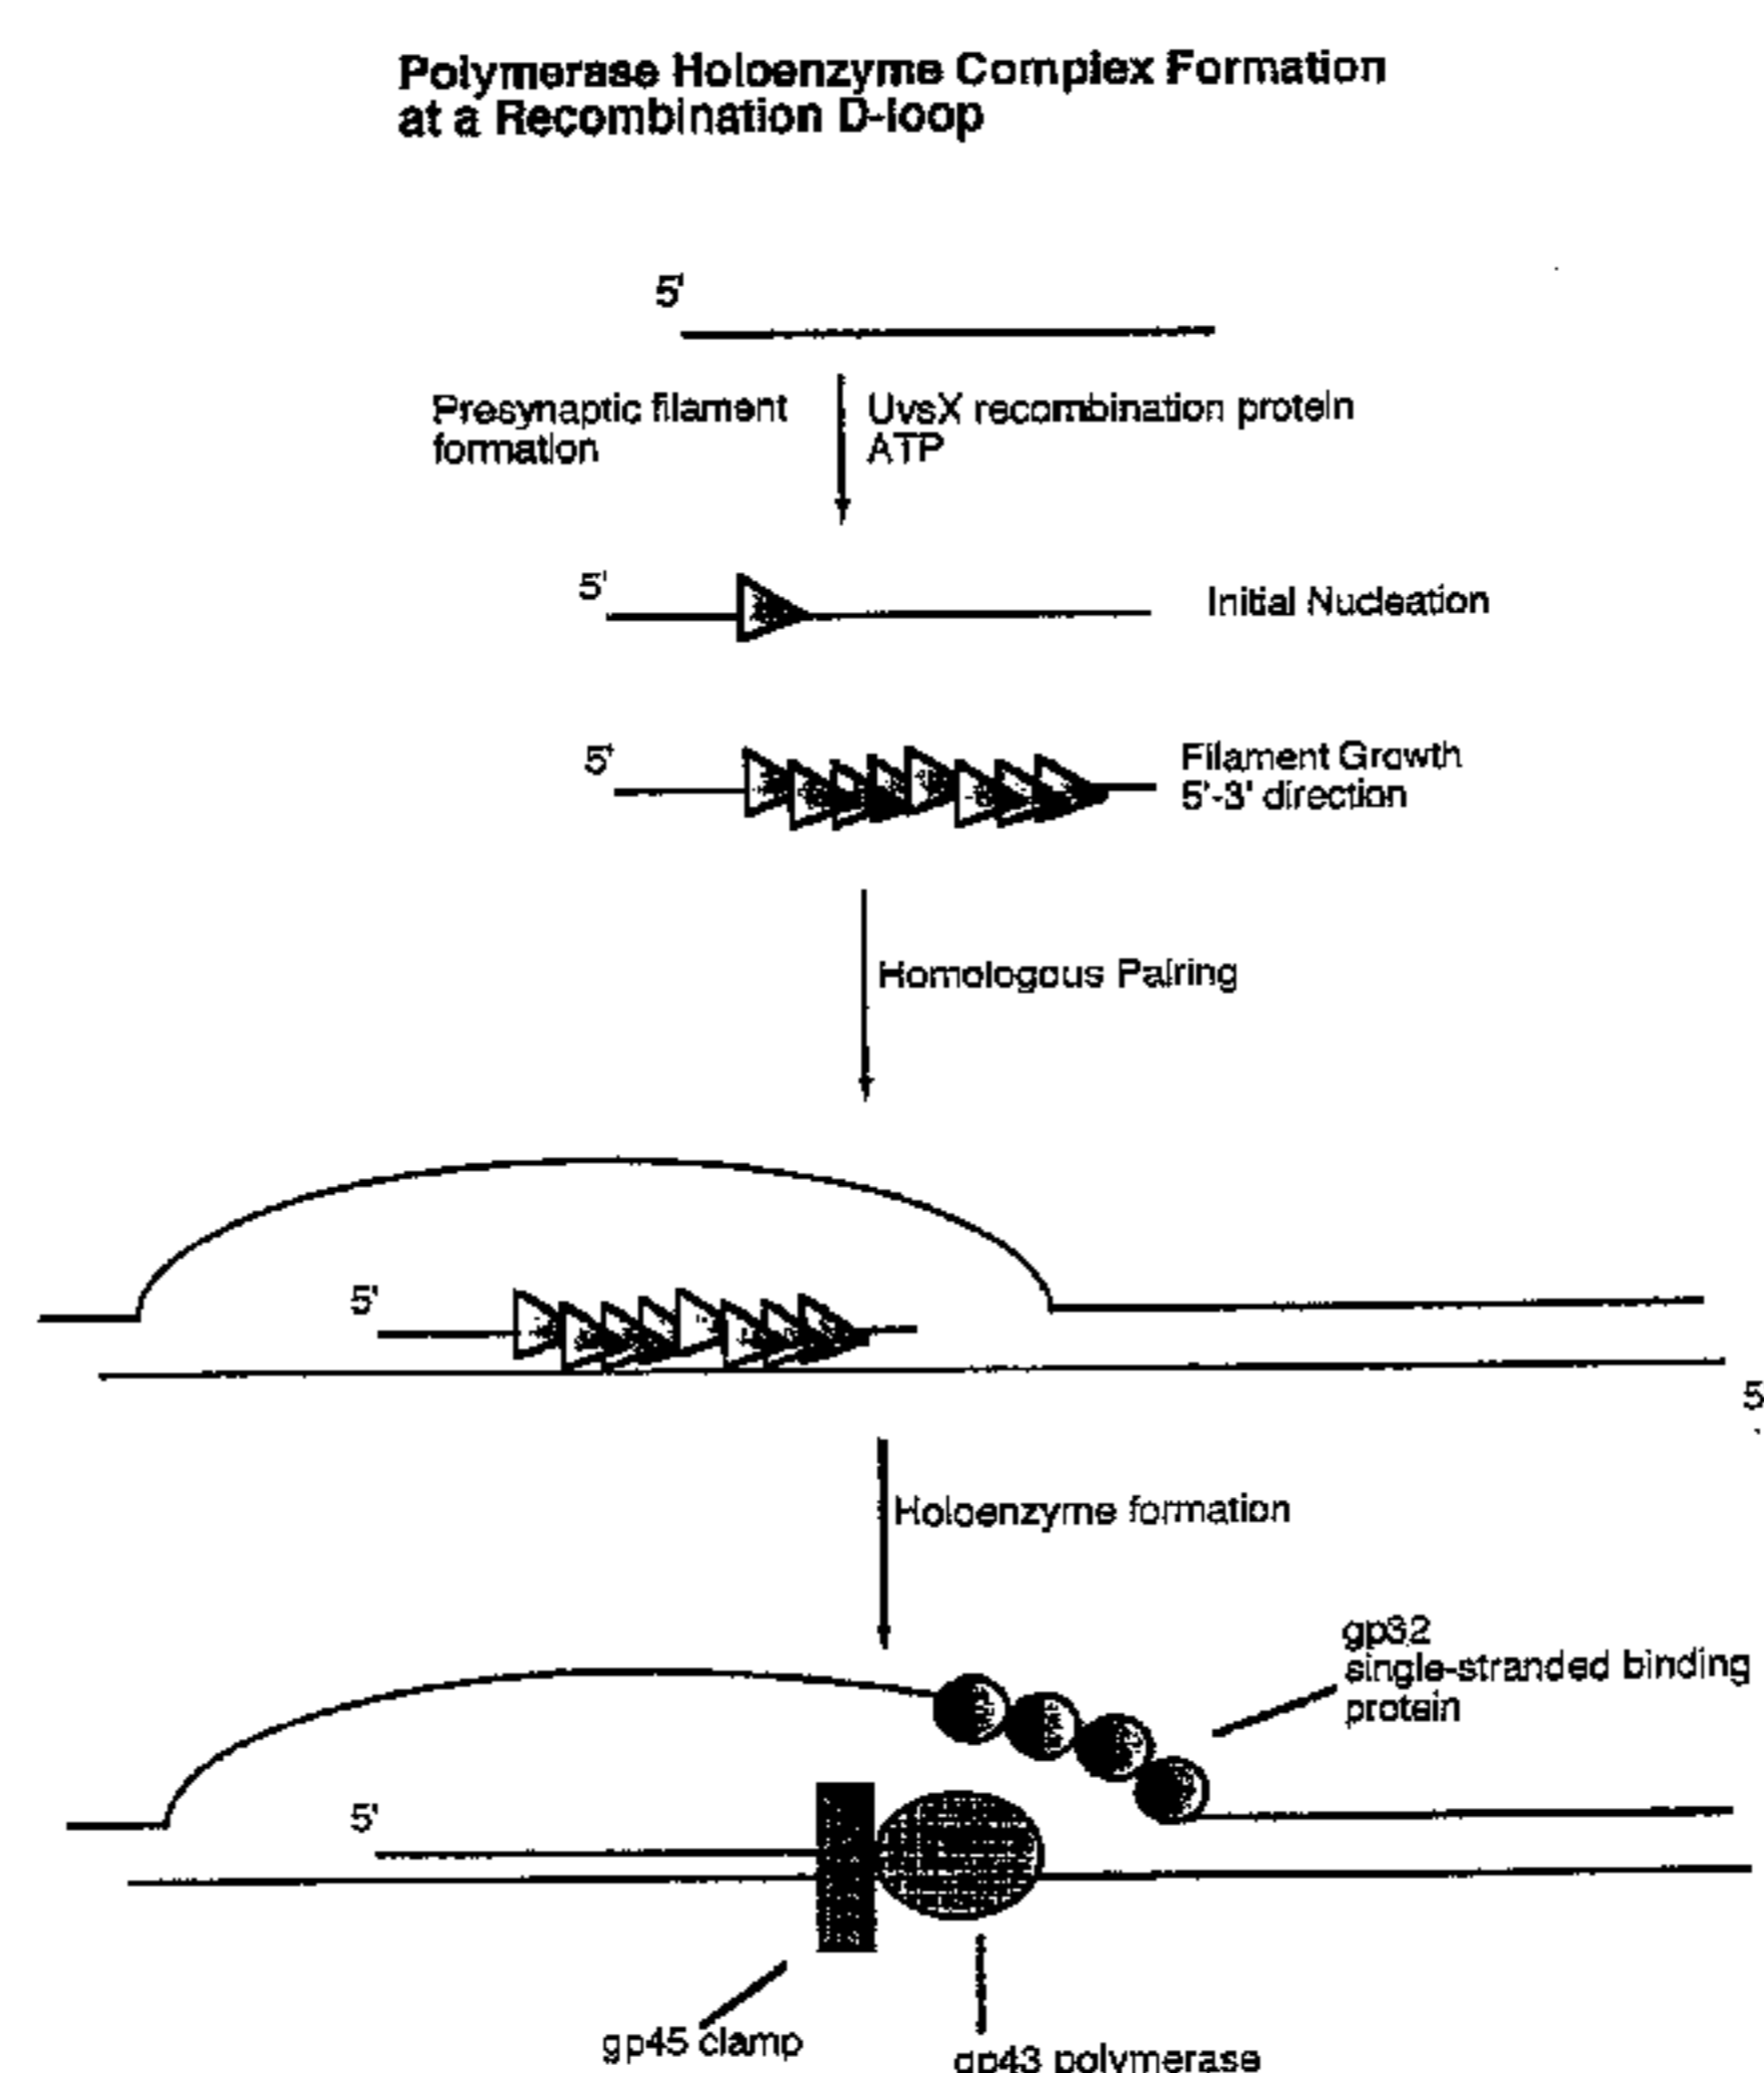 Polymerase Holoenzyme Complex Formation
at a Recombination D-loop
5'
Presynaptic filament
formation
UvsX recombination protein
ATP
5'
Initial Nucleation
5'
Filament Growth
5'-3' direction
Homologous Pairing
5'
5'
Holoenzyme formation
gp32
single-stranded binding
protein
5'
gp45 clamp
gp43 polymerase